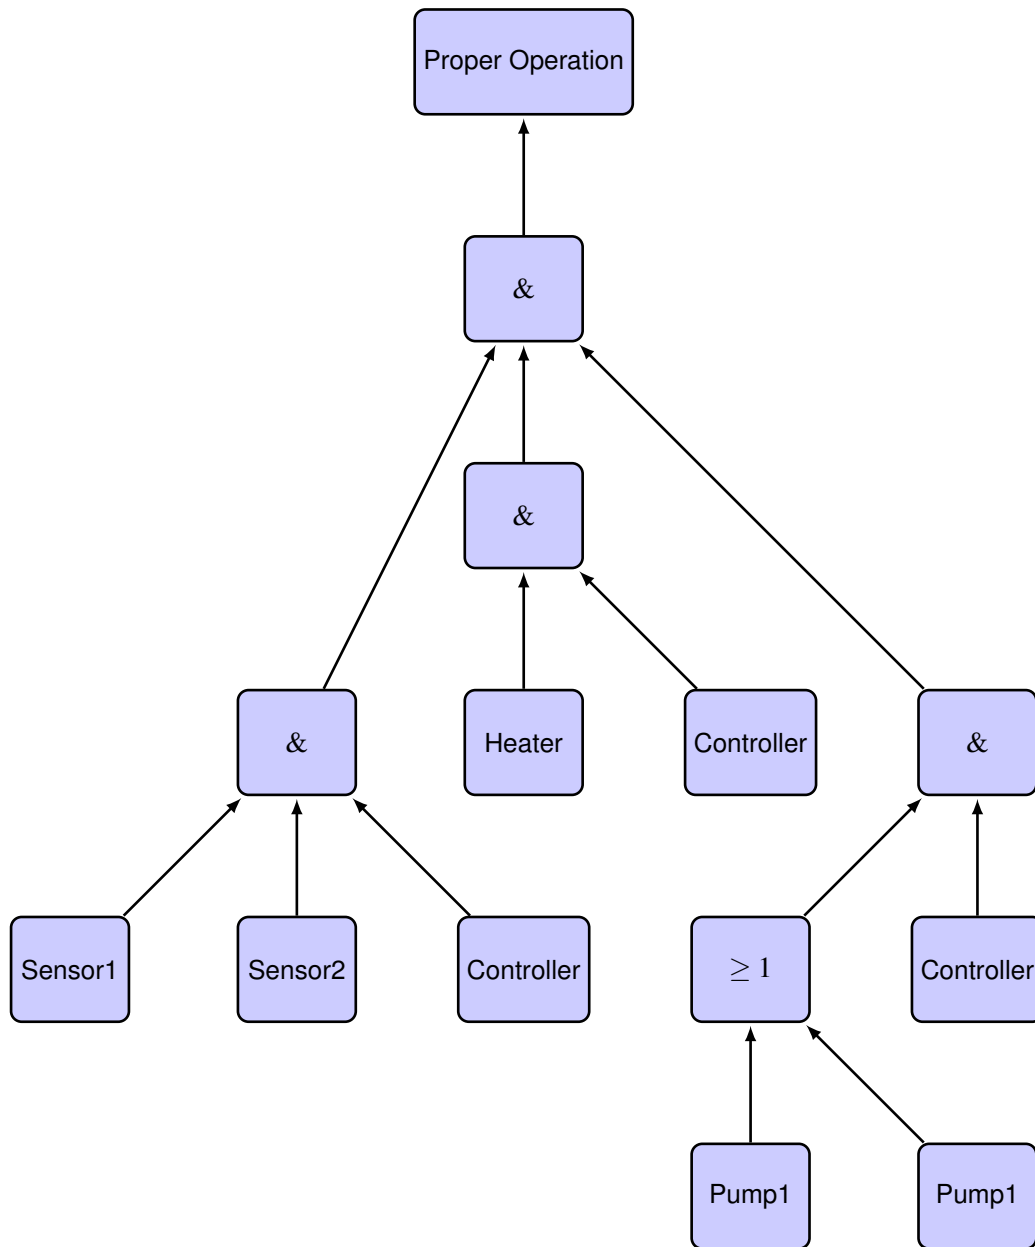 Proper Operation
&
&
&
Heater
Controller
&
Sensor1
Sensor2
Controller
≥ 1
Controller
Pump1
Pump1